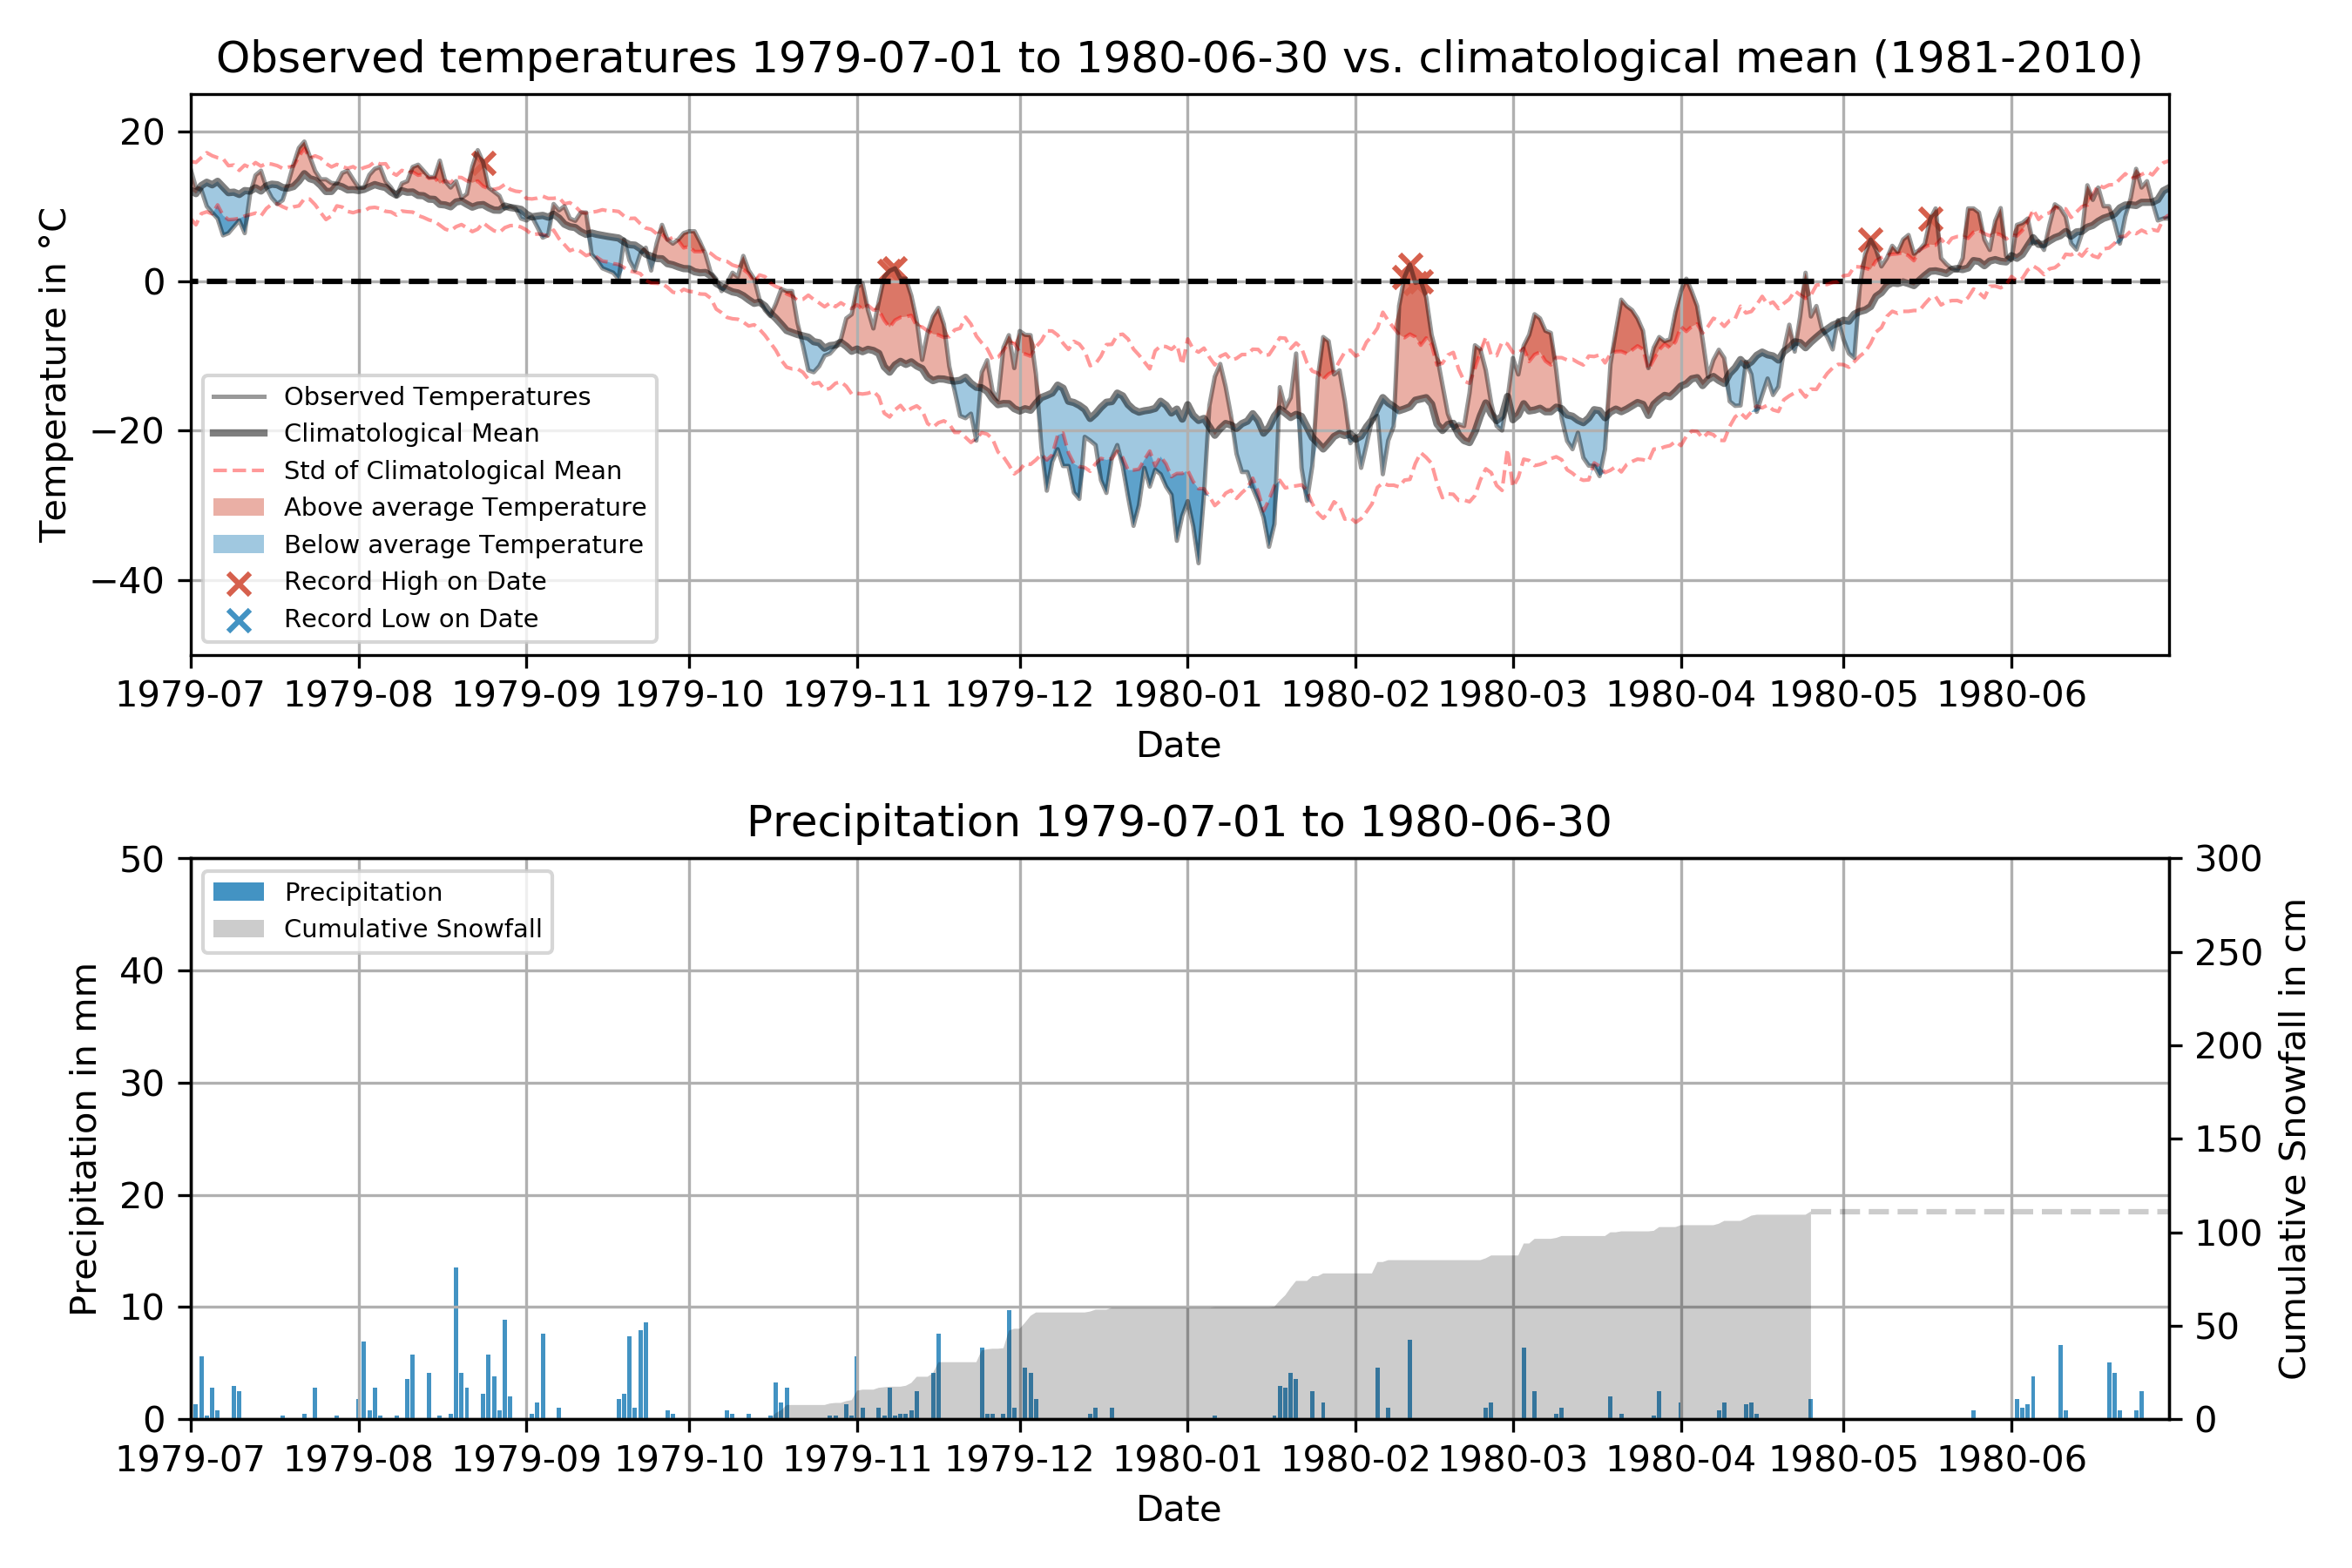 Observed temperatures 1979-07-01 to 1980-06-30 vs. climatological mean (1981-2010)
Temperature in °C
20
0
−20
−40
Observed Temperatures
Climatological Mean
Std of Climatological Mean
Above average Temperature
Below average Temperature
Record High on Date
Record Low on Date
1979-07 1979-08 1979-09 1979-10 1979-11 1979-12 1980-01 1980-02 1980-03 1980-04 1980-05 1980-06
Date
Precipitation 1979-07-01 to 1980-06-30
Precipitation in mm
50
40
30
20
10
0
Precipitation
Cumulative Snowfall
300
250
200
150
100
50
0
Cumulative Snowfall in cm
1979-07 1979-08 1979-09 1979-10 1979-11 1979-12 1980-01 1980-02 1980-03 1980-04 1980-05 1980-06
Date